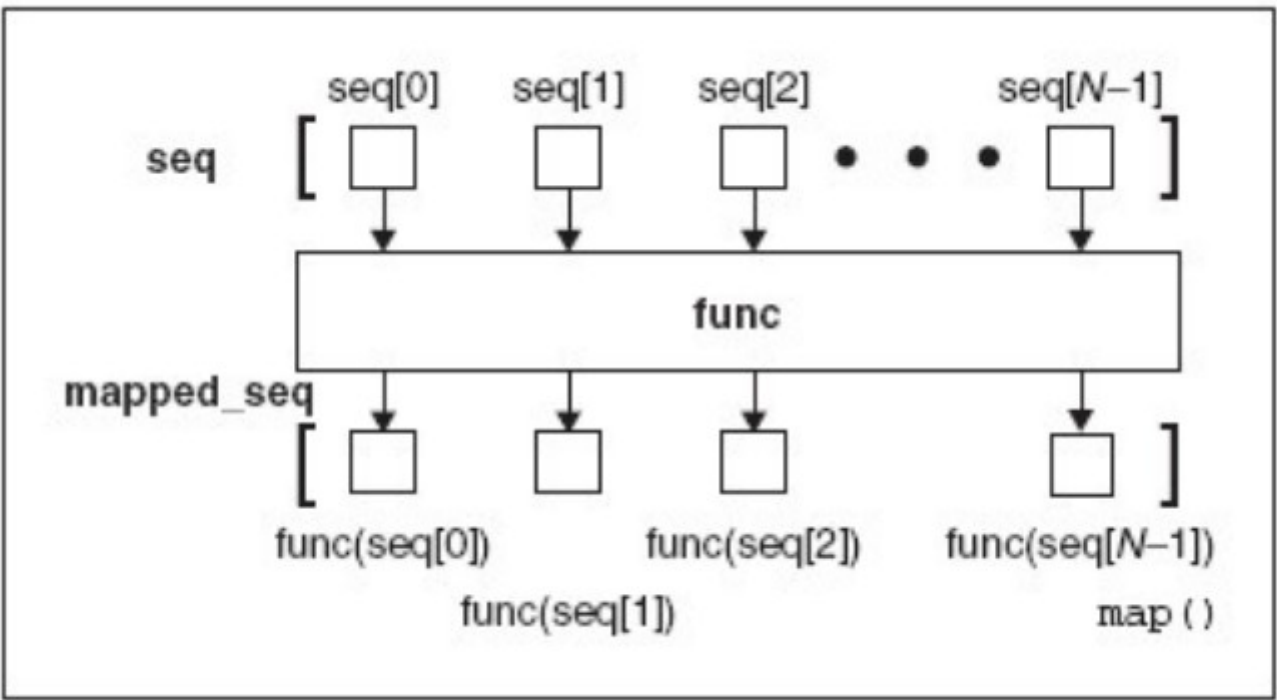 seq[0] seq[1] seq[2] seq[N–1]
seq [ ]
func
mapped_seq
[ ]
func(seq[0]) func(seq[2]) func(seq[N–1])
func(seq[1]) map()